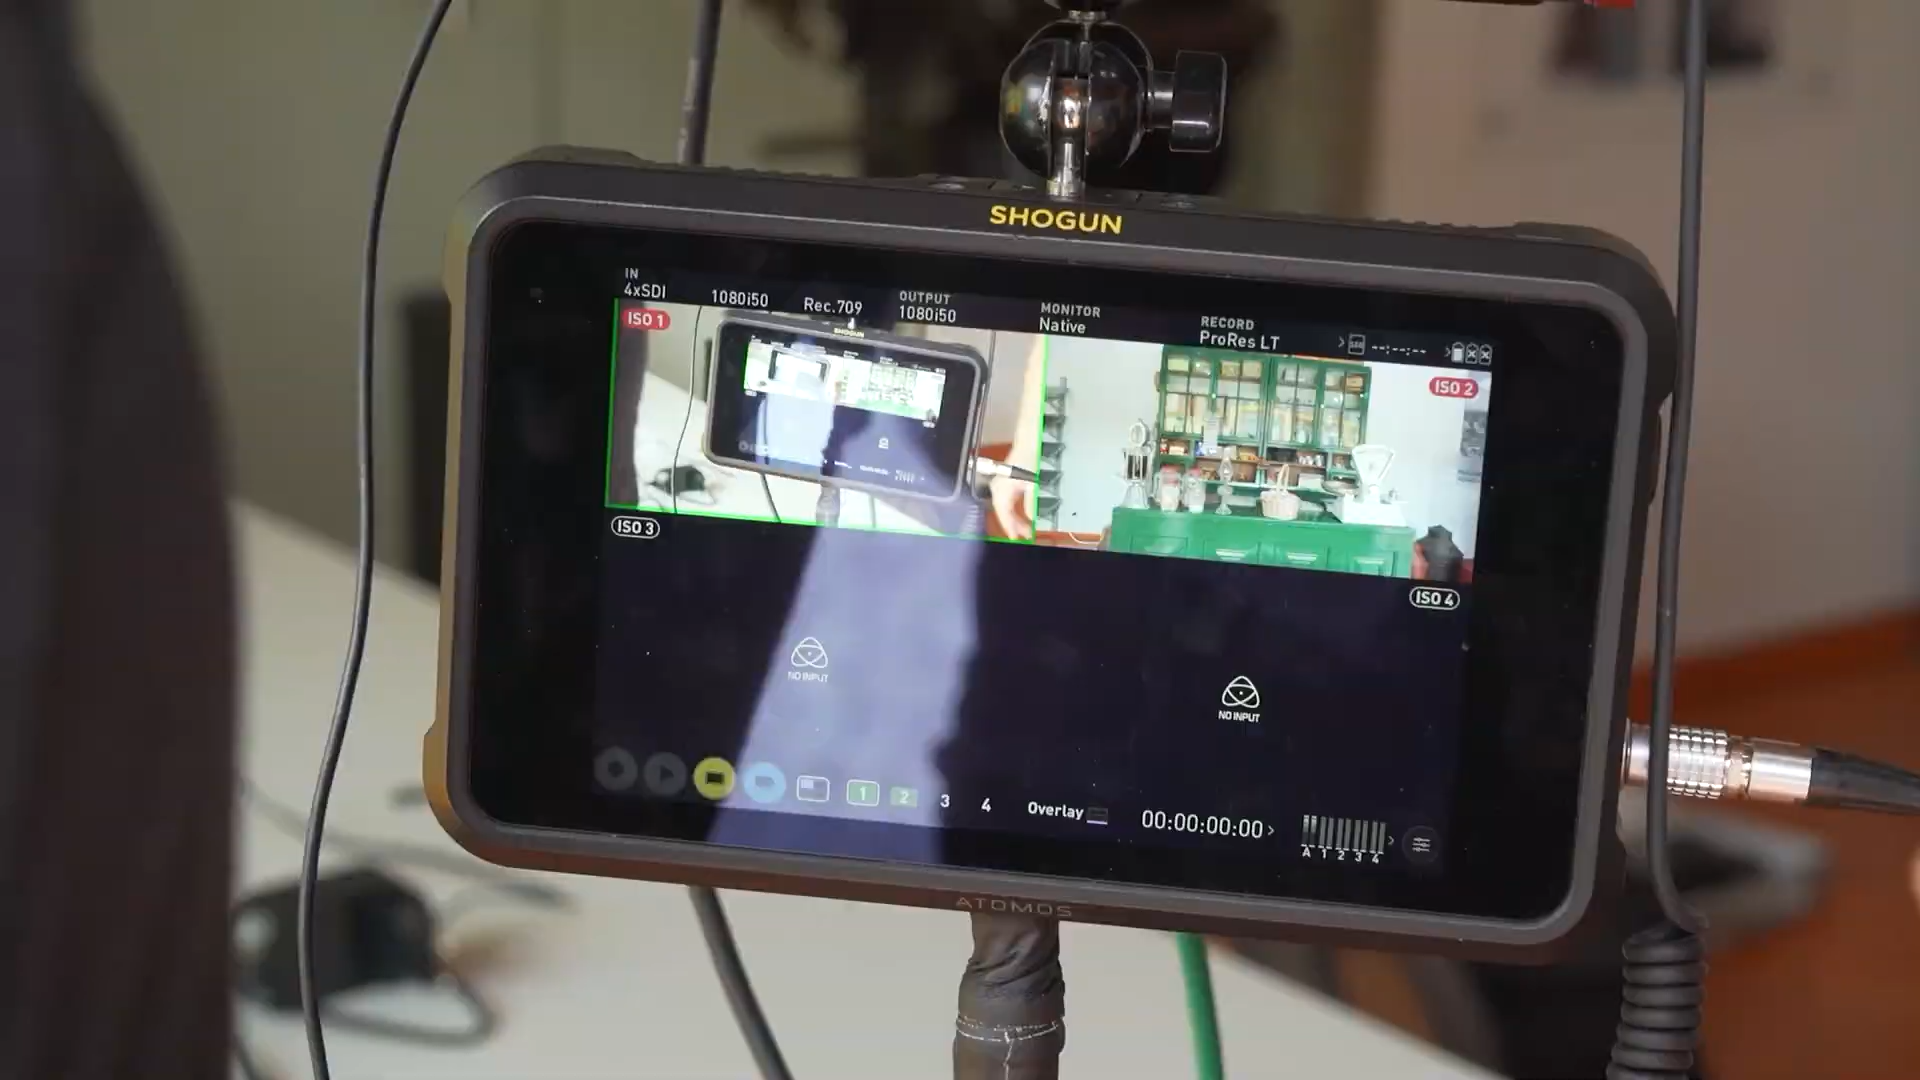 SHOGUN
IN
4xSDI
1080i50
Rec.709
OUTPUT
1080i50
MONITOR
Native
RECORD
ProRes LT
--:--:--
ISO 1
SHOGUN
ISO 2
ISO 3
ISO 4
NO INPUT
NO INPUT
1 2 3 4
Overlay
00:00:00:00
A 1 2 3 4
ATOMOS